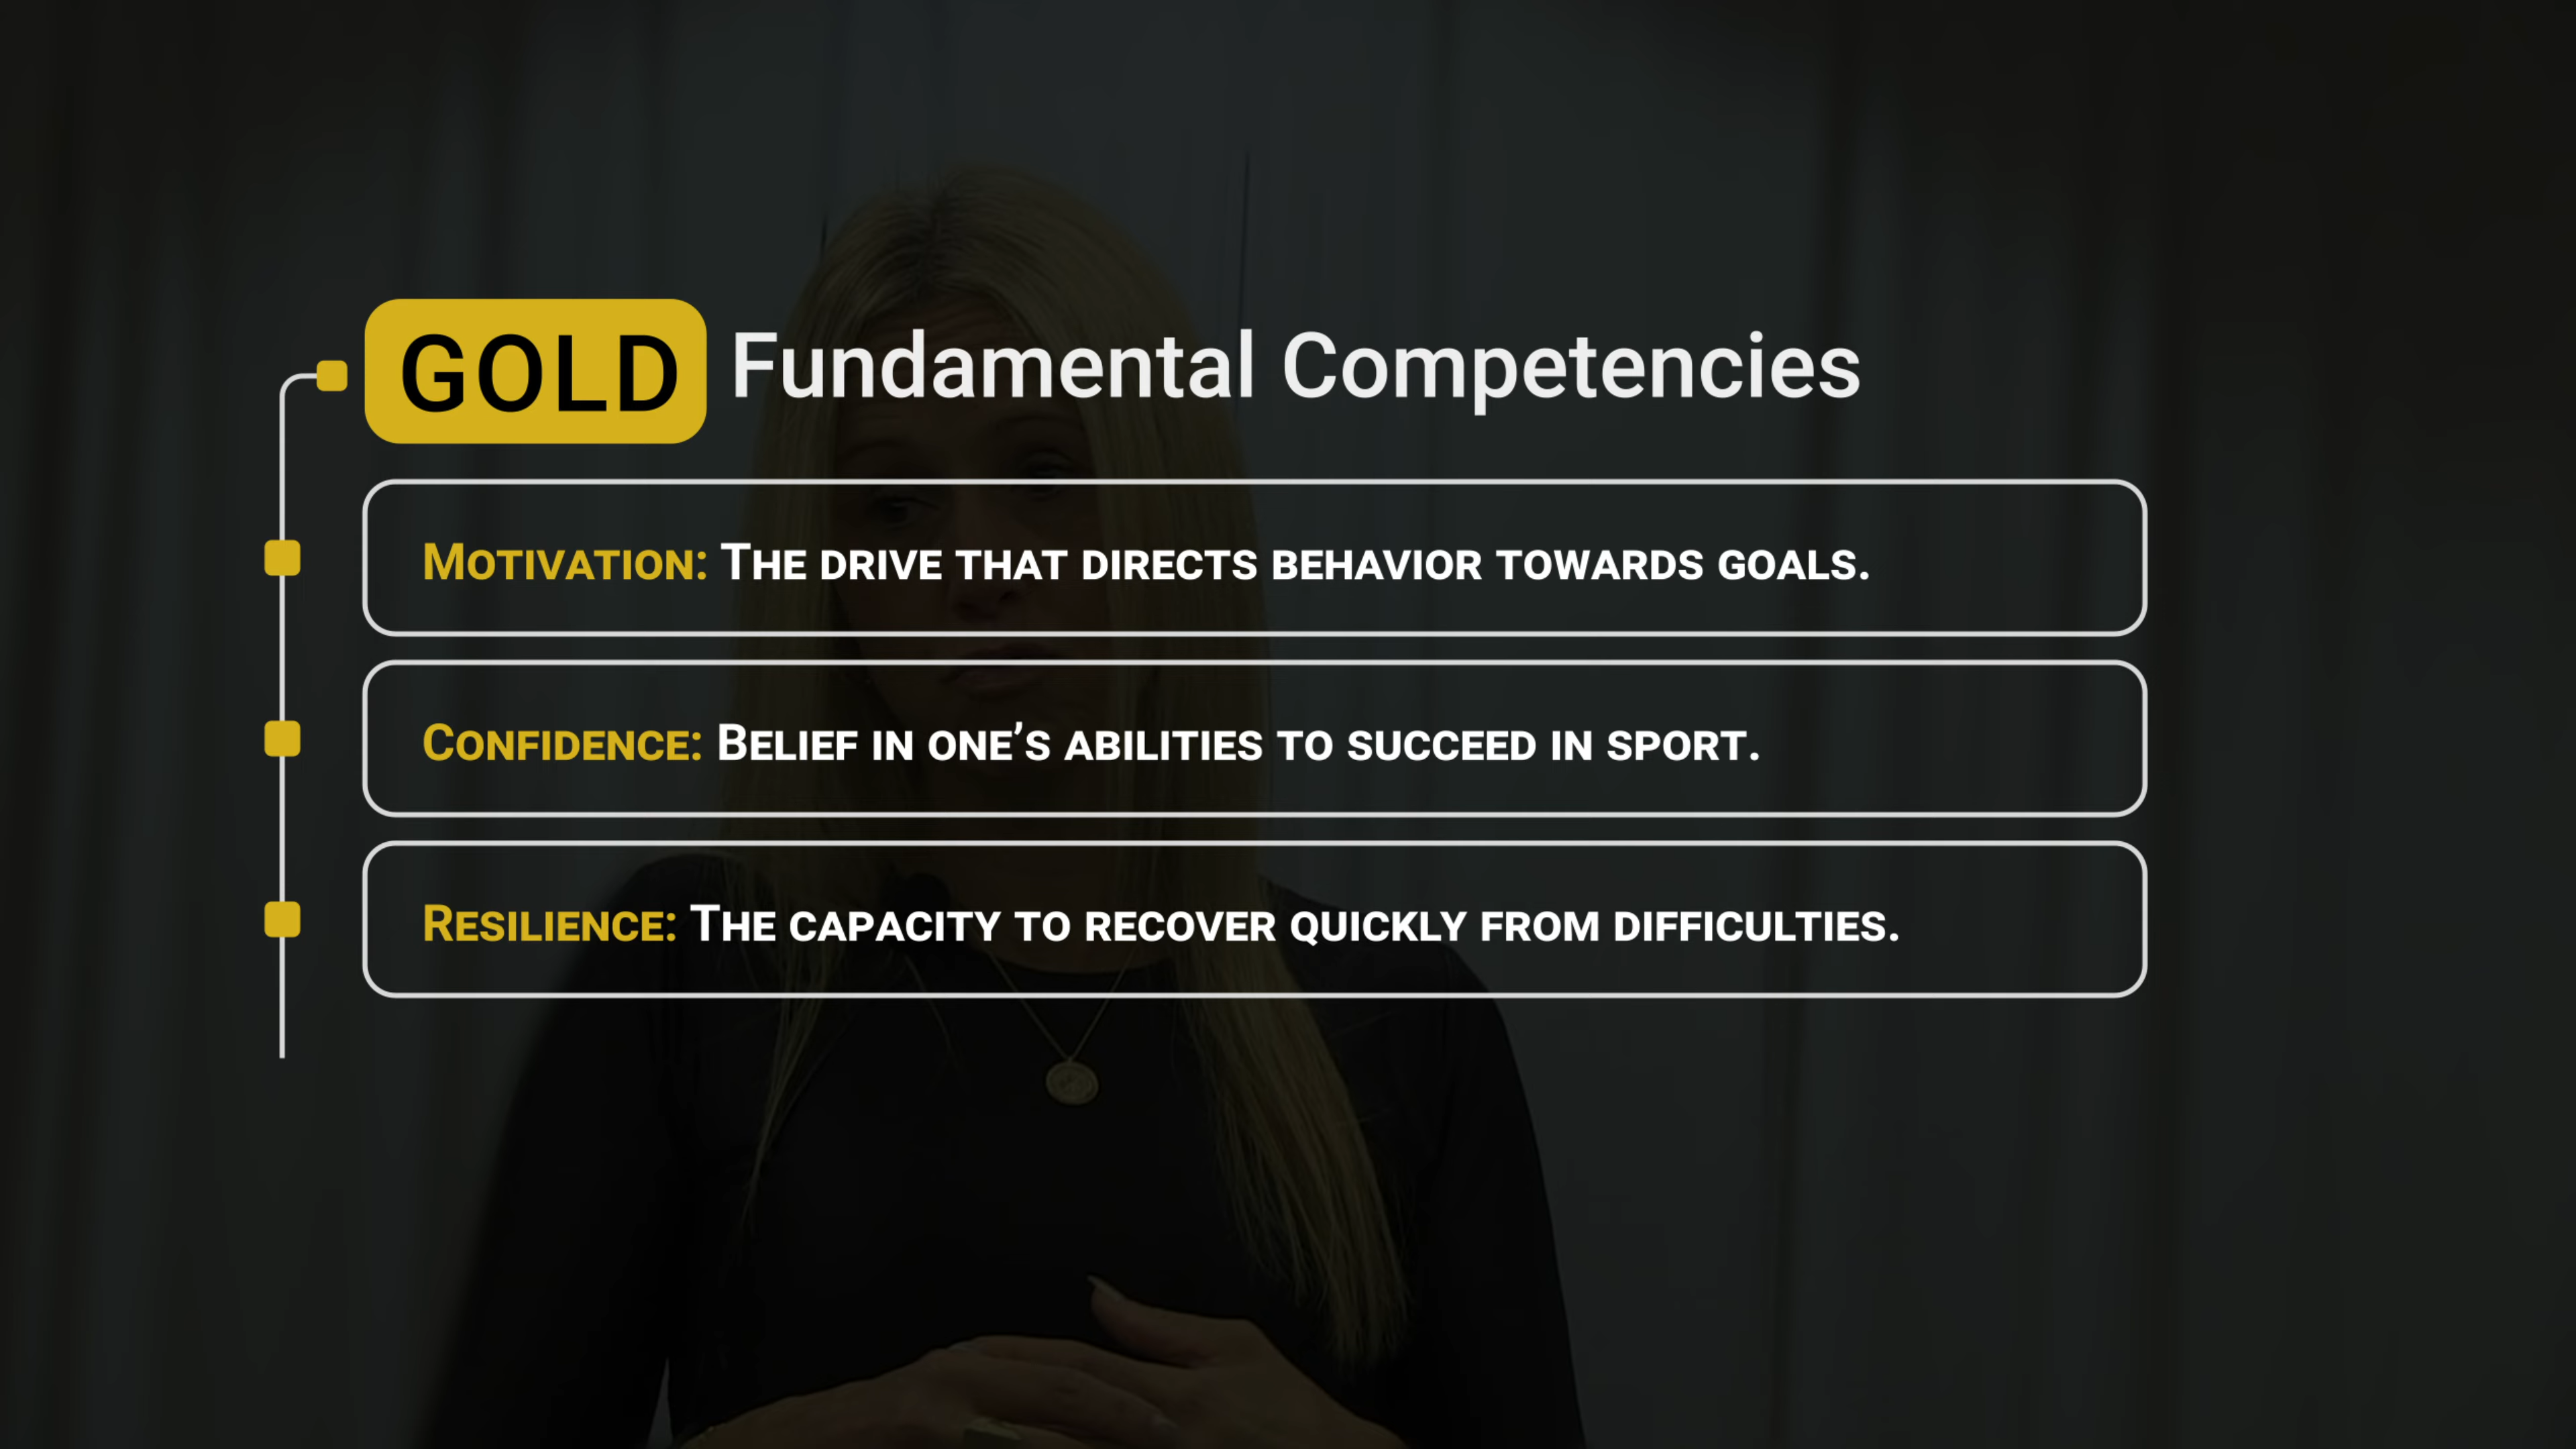 GOLD Fundamental Competencies
Motivation: The drive that directs behavior towards goals.
Confidence: Belief in one’s abilities to succeed in sport.
Resilience: The capacity to recover quickly from difficulties.